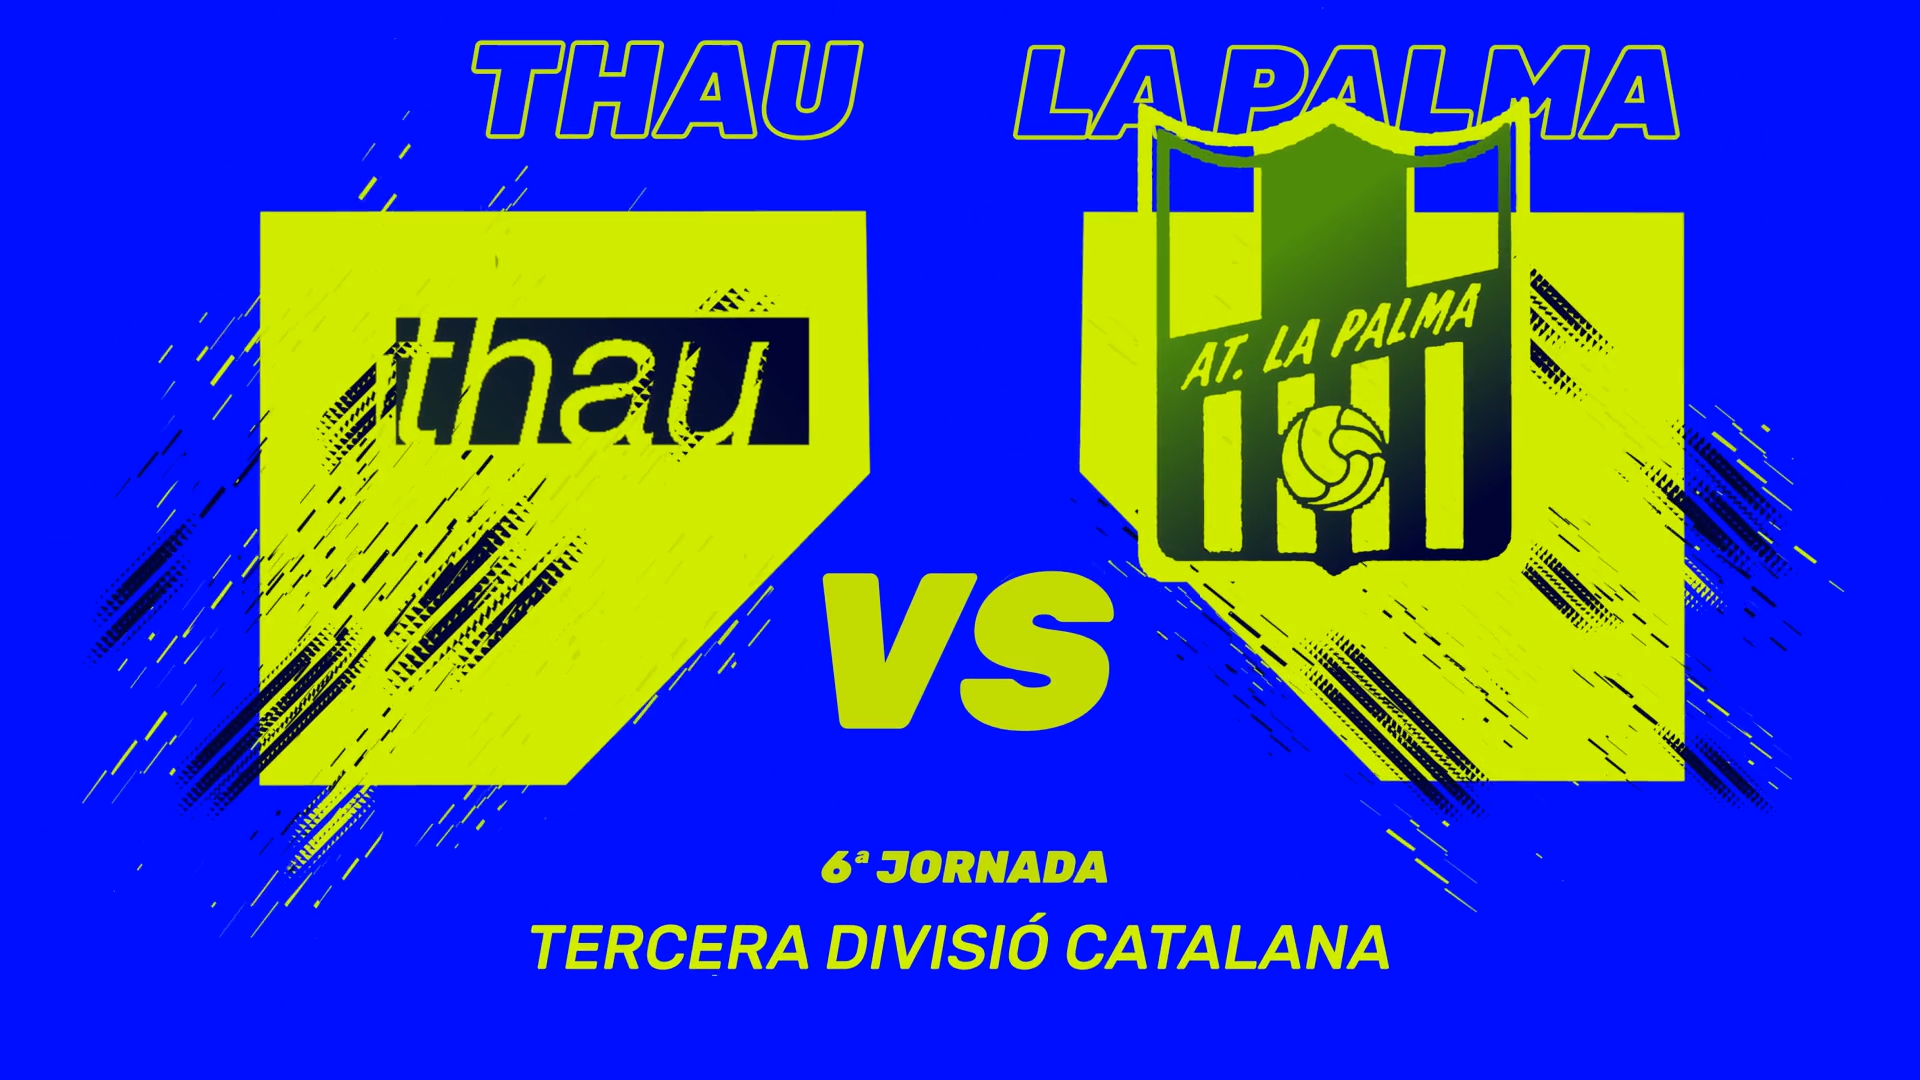 THAU
LA PALMA
thau
AT. LA PALMA
VS
6ª JORNADA
TERCERA DIVISIÓ CATALANA